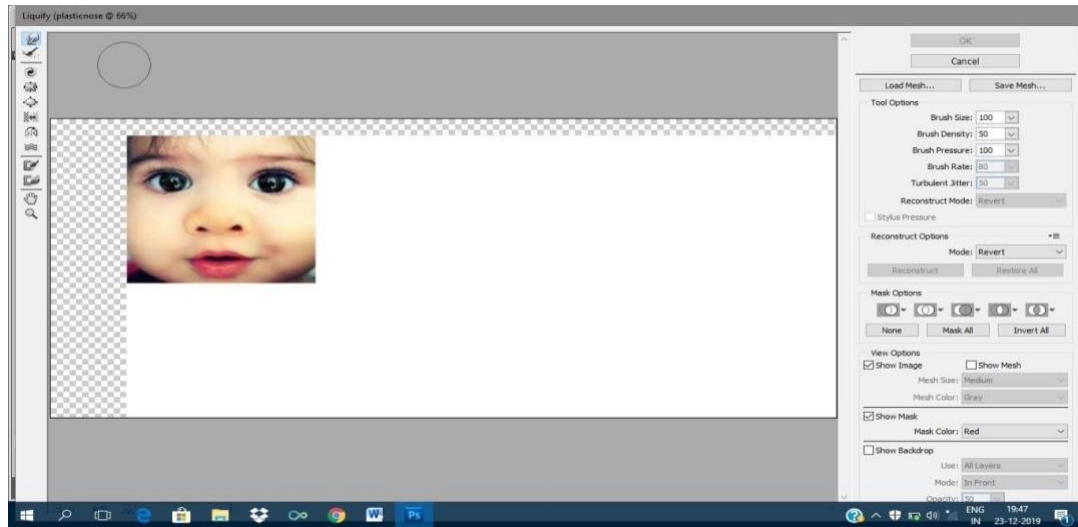 Liquify (plasticnose @ 66%)
OK
Cancel
Load Mesh... Save Mesh...
Tool Options
Brush Size: 100
Brush Density: 50
Brush Pressure: 100
Brush Rate: 80
Turbulent Jitter: 50
Reconstruct Mode: Revert
Stylus Pressure
Reconstruct Options
Mode: Revert
Reconstruct Restore All
Mask Options
None Mask All Invert All
View Options
Show Image Show Mesh
Mesh Size: Medium
Mesh Color: Gray
Show Mask
Mask Color: Red
Show Backdrop
Use: All Layers
Mode: In Front
Opacity: 50
W Ps ENG 19:47
IN 23-12-2019